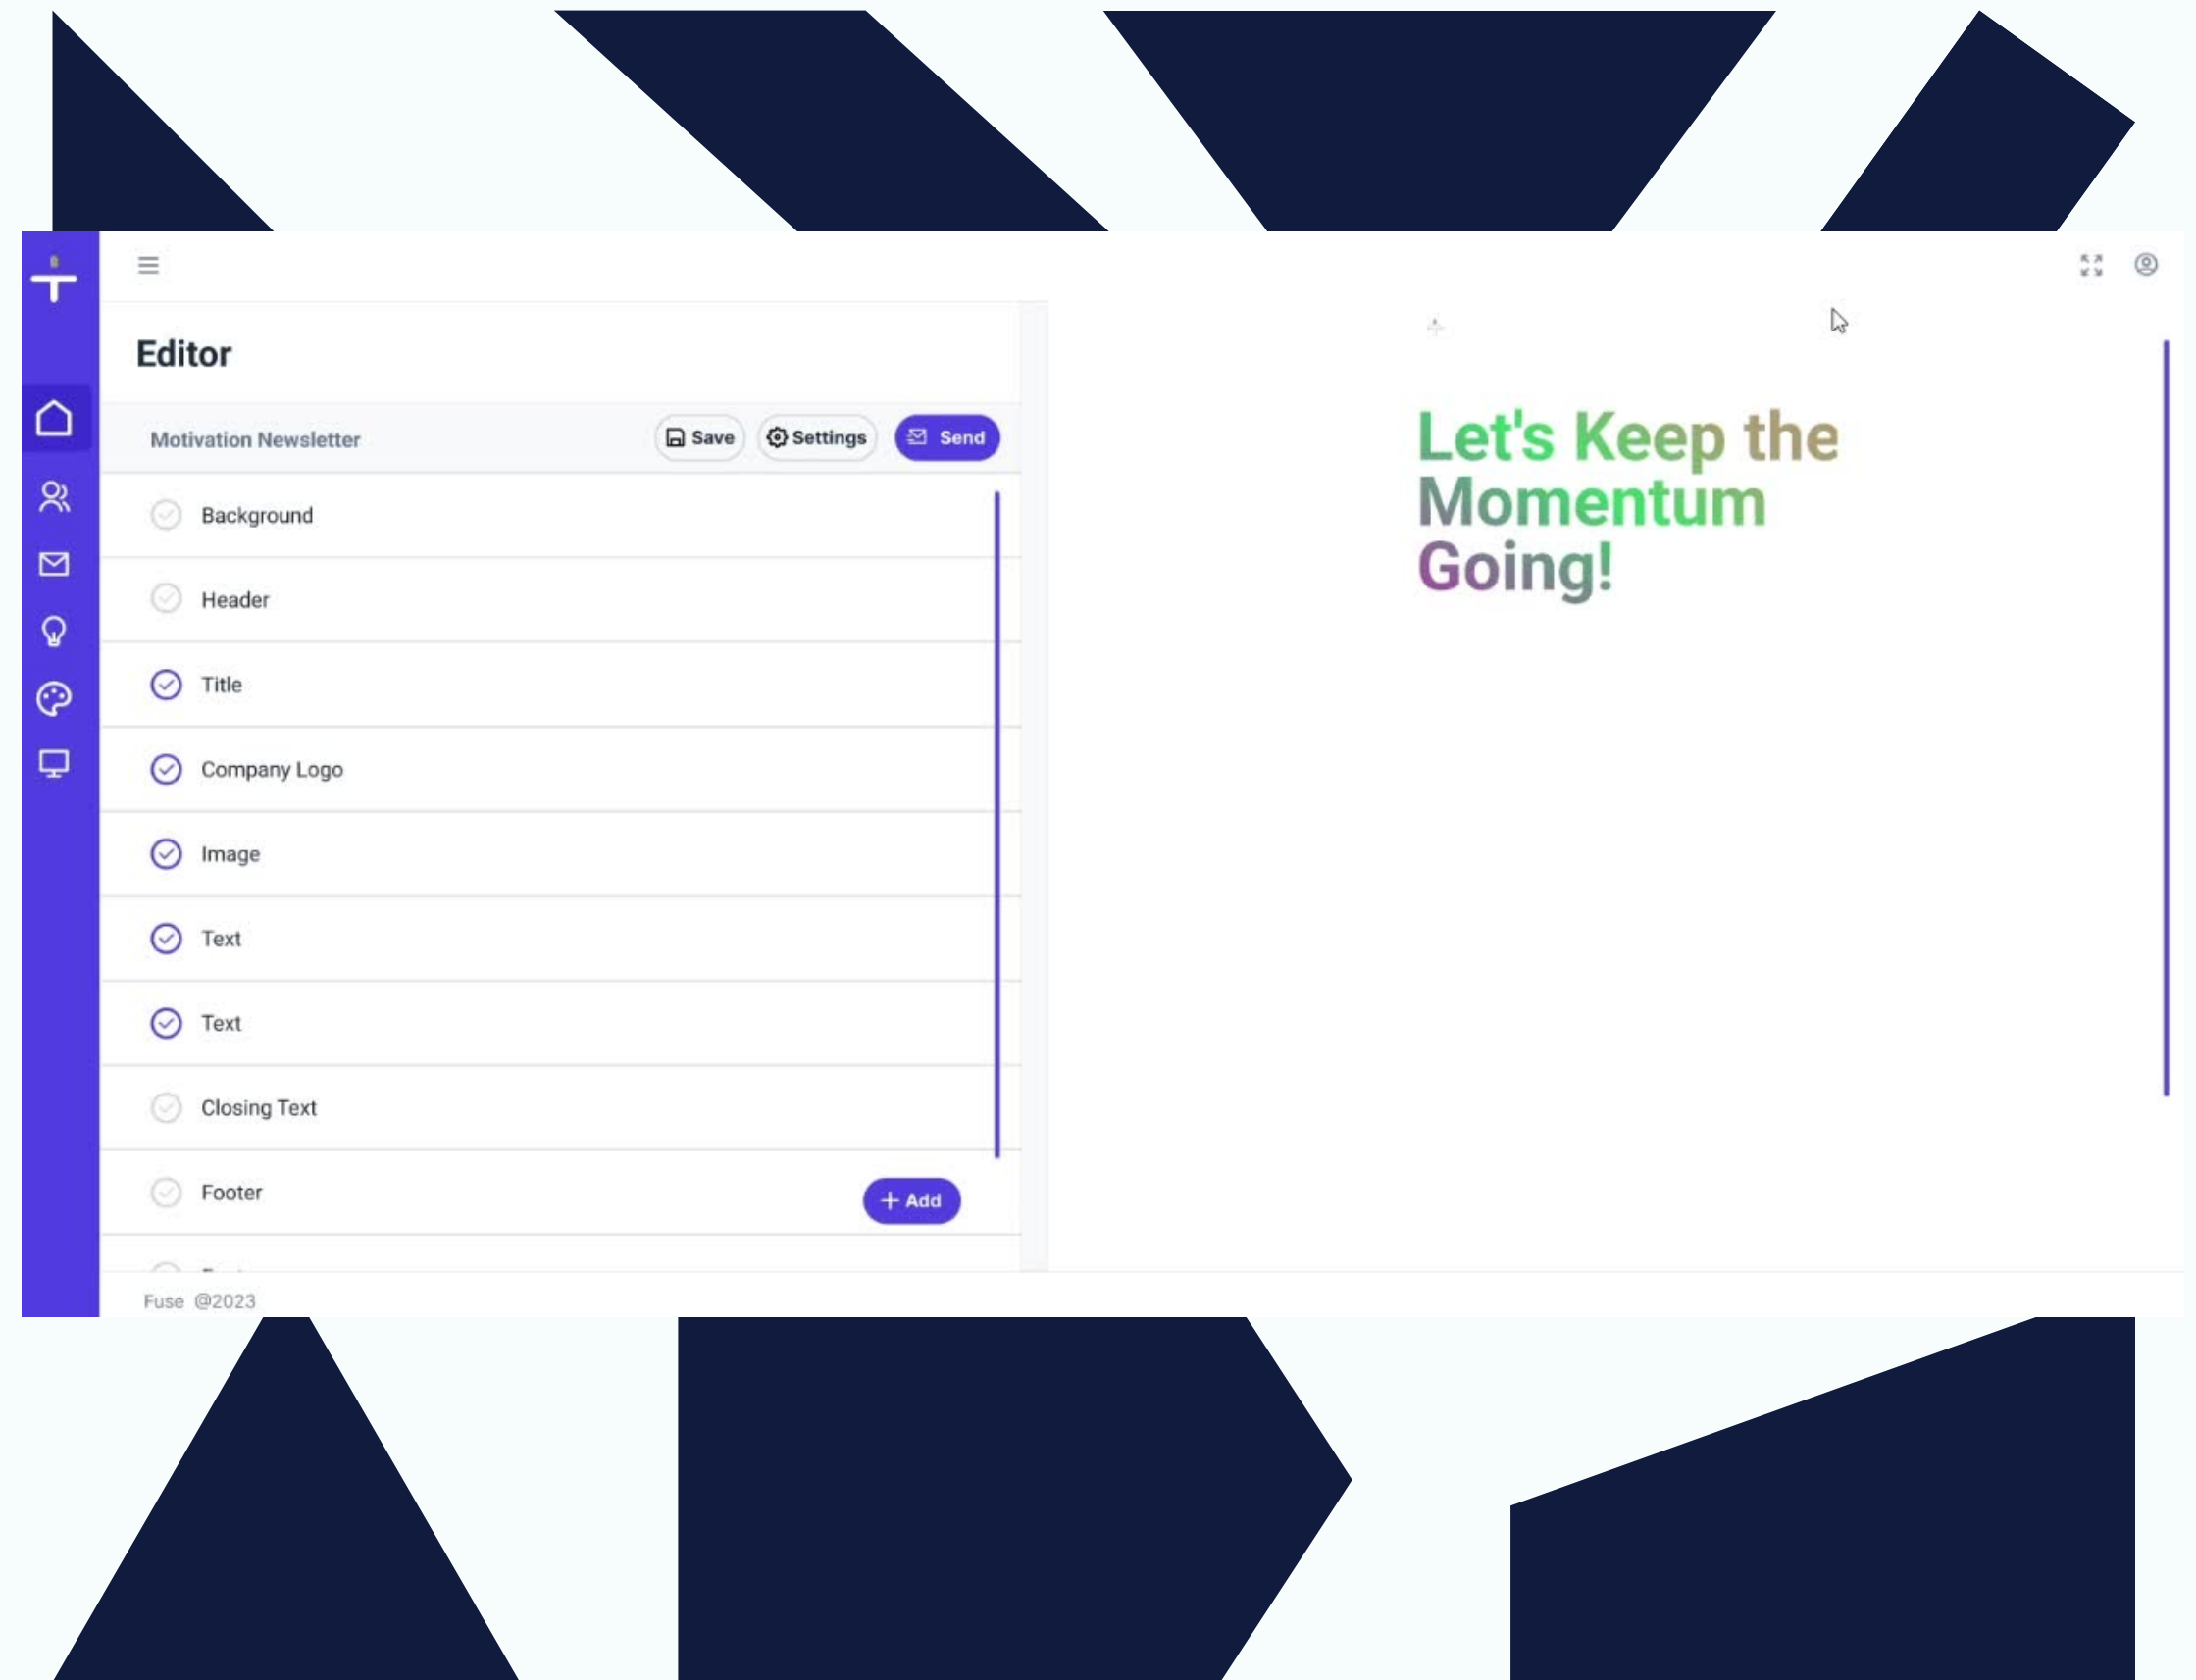 Editor
Motivation Newsletter
Save
Settings
Send
Background
Header
Title
Company Logo
Image
Text
Text
Closing Text
Footer
+ Add
Fuse @2023
Let's Keep the
Momentum
Going!